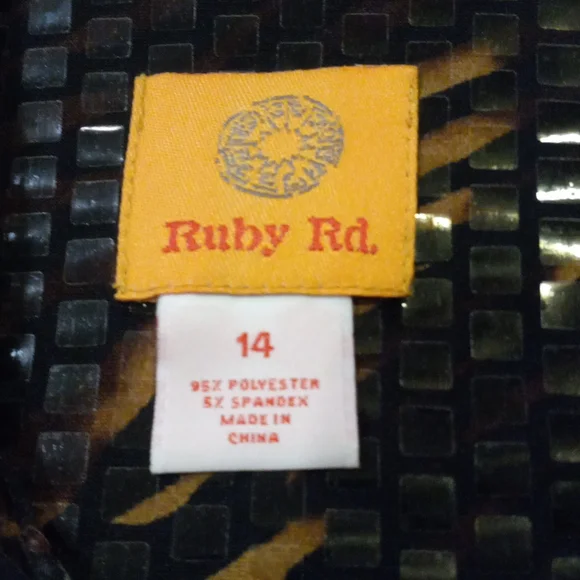 Ruby Rd.
14
95% POLYESTER
5% SPANDEX
MADE IN
CHINA